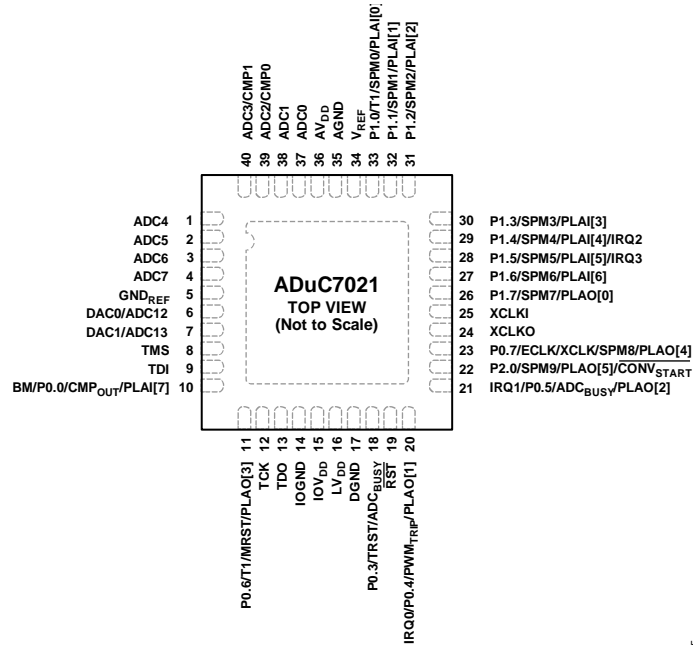 40 ADC3/CMP1
39 ADC2/CMP0
38 ADC1
37 ADC0
36 AVDD
35 AGND
34 VREF
33 P1.0/T1/SPM0/PLAI[0]
32 P1.1/SPM1/PLAI[1]
31 P1.2/SPM2/PLAI[2]
ADC4 1
ADC5 2
ADC6 3
ADC7 4
GNDREF 5
DAC0/ADC12 6
DAC1/ADC13 7
TMS 8
TDI 9
BM/P0.0/CMPOUT/PLAI[7] 10
ADuC7021
TOP VIEW
(Not to Scale)
30 P1.3/SPM3/PLAI[3]
29 P1.4/SPM4/PLAI[4]/IRQ2
28 P1.5/SPM5/PLAI[5]/IRQ3
27 P1.6/SPM6/PLAI[6]
26 P1.7/SPM7/PLAO[0]
25 XCLKI
24 XCLKO
23 P0.7/ECLK/XCLK/SPM8/PLAO[4]
22 P2.0/SPM9/PLAO[5]/CONVSTART
21 IRQ1/P0.5/ADCBUSY/PLAO[2]
P0.6/T1/MRST/PLAO[3] 11
TCK 12
TDO 13
IOGND 14
IOVDD 15
LVDD 16
DGND 17
P0.3/TRST/ADCBUSY 18
RST 19
IRQ0/P0.4/PWMTRIP/PLAO[1] 20